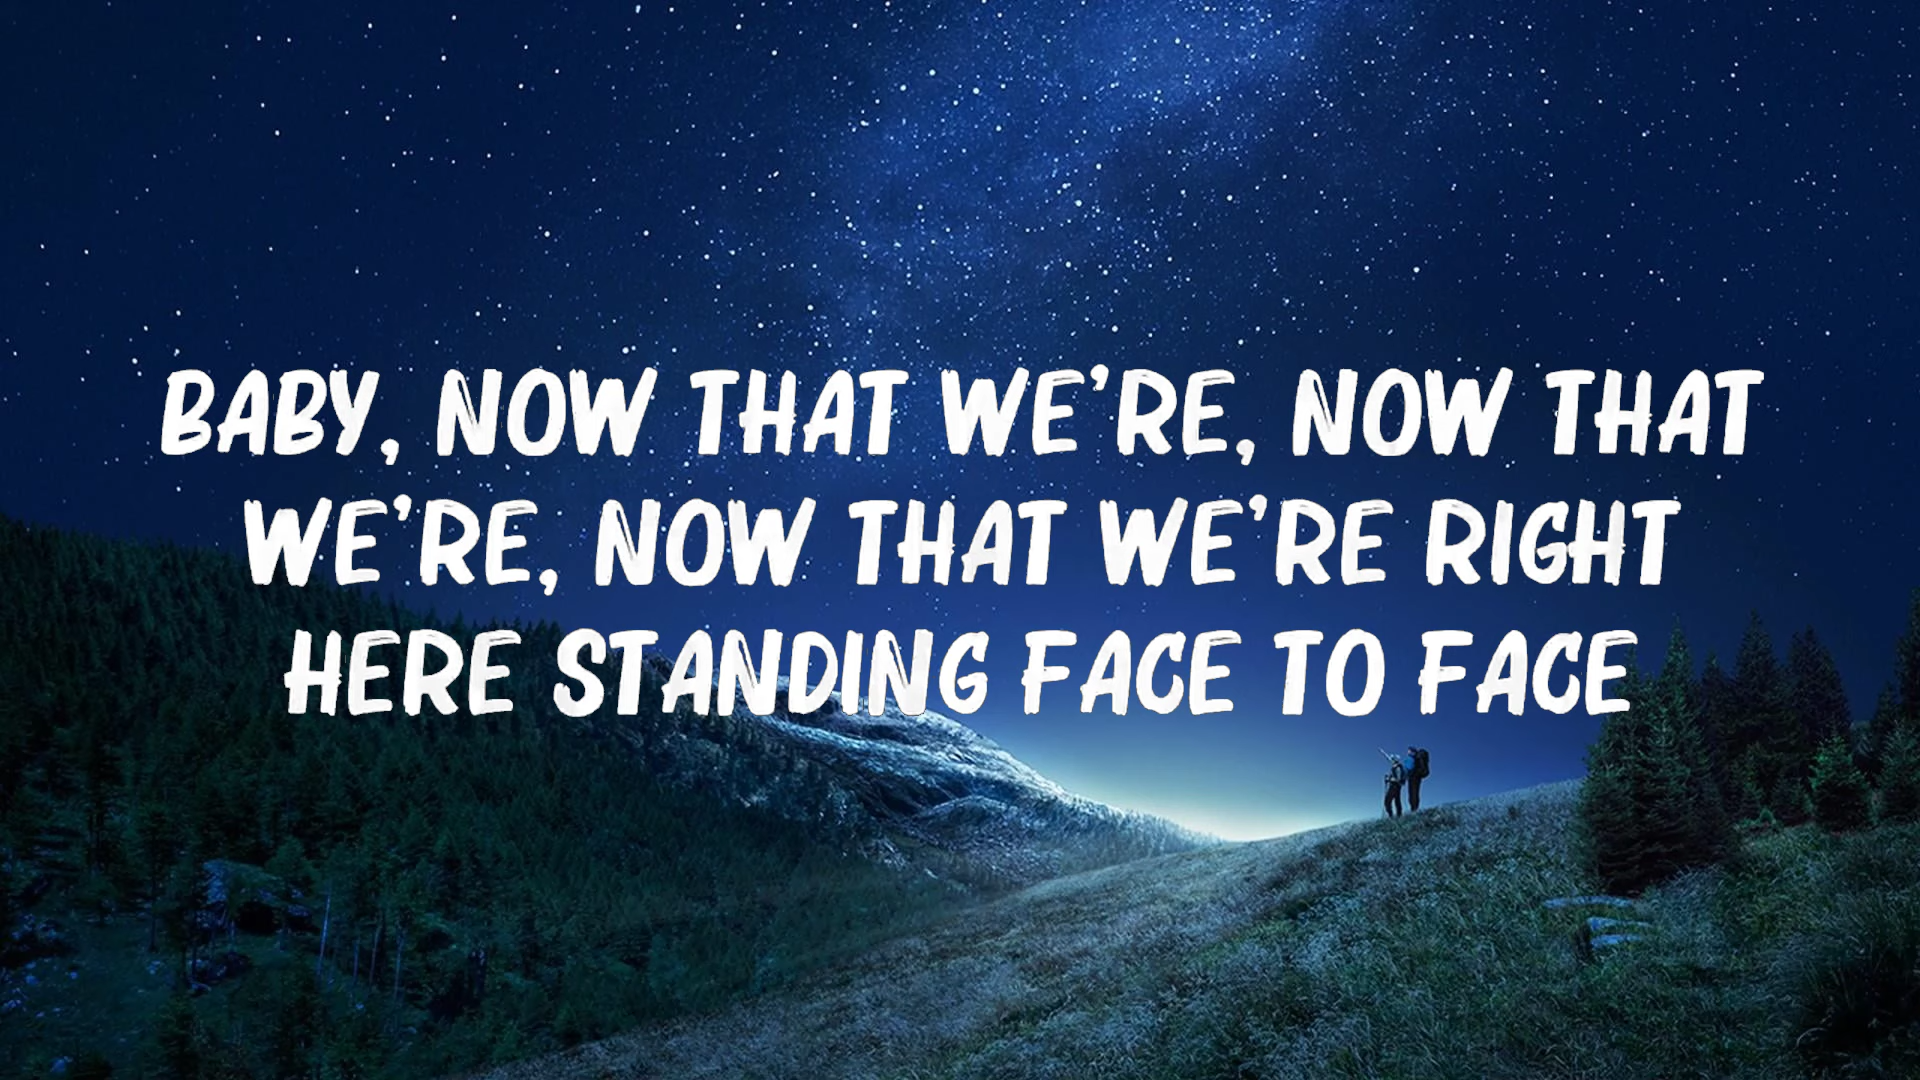 BABY, NOW THAT WE'RE, NOW THAT
WE'RE, NOW THAT WE'RE RIGHT
HERE STANDING FACE TO FACE